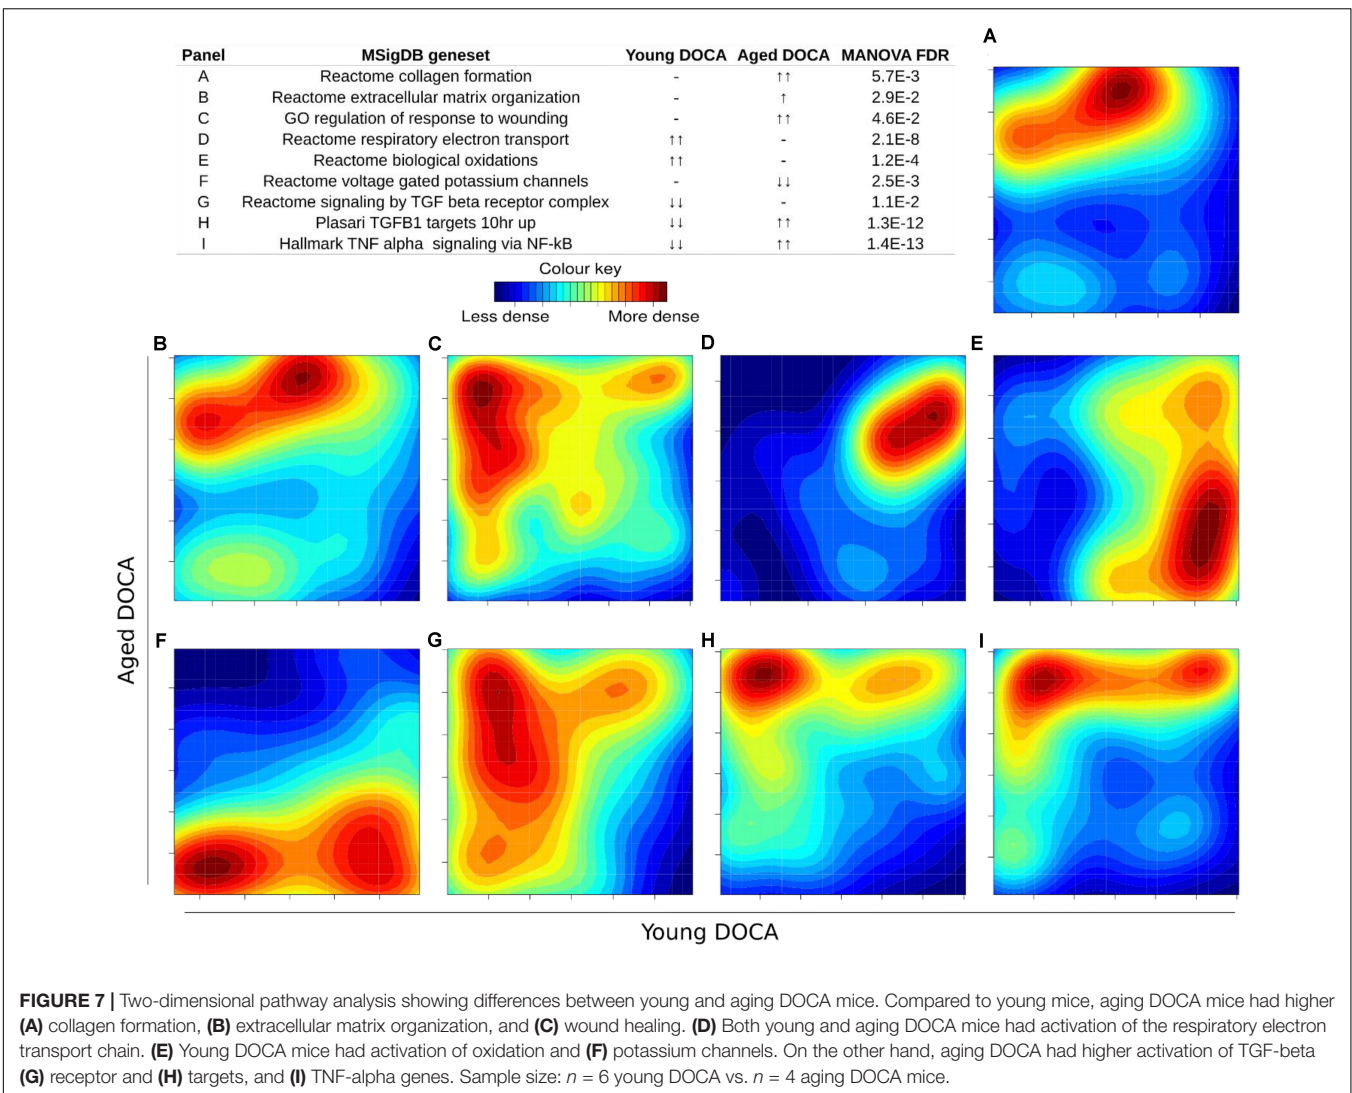 Panel MSigDB geneset Young DOCA Aged DOCA MANOVA FDR
A Reactome collagen formation - ↑↑ 5.7E-3
B Reactome extracellular matrix organization - ↑ 2.9E-2
C GO regulation of response to wounding - ↑↑ 4.6E-2
D Reactome respiratory electron transport ↑↑ - 2.1E-8
E Reactome biological oxidations ↑↑ - 1.2E-4
F Reactome voltage gated potassium channels - ↓↓ 2.5E-3
G Reactome signaling by TGF beta receptor complex ↓↓ - 1.1E-2
H Plasari TGFB1 targets 10hr up ↓↓ ↑↑ 1.3E-12
I Hallmark TNF alpha signaling via NF-kB ↓↓ ↑↑ 1.4E-13
Colour key
Less dense More dense
A
B C D E
F G H I
Aged DOCA
Young DOCA
FIGURE 7 | Two-dimensional pathway analysis showing differences between young and aging DOCA mice. Compared to young mice, aging DOCA mice had higher
(A) collagen formation, (B) extracellular matrix organization, and (C) wound healing. (D) Both young and aging DOCA mice had activation of the respiratory electron
transport chain. (E) Young DOCA mice had activation of oxidation and (F) potassium channels. On the other hand, aging DOCA had higher activation of TGF-beta
(G) receptor and (H) targets, and (I) TNF-alpha genes. Sample size: n = 6 young DOCA vs. n = 4 aging DOCA mice.